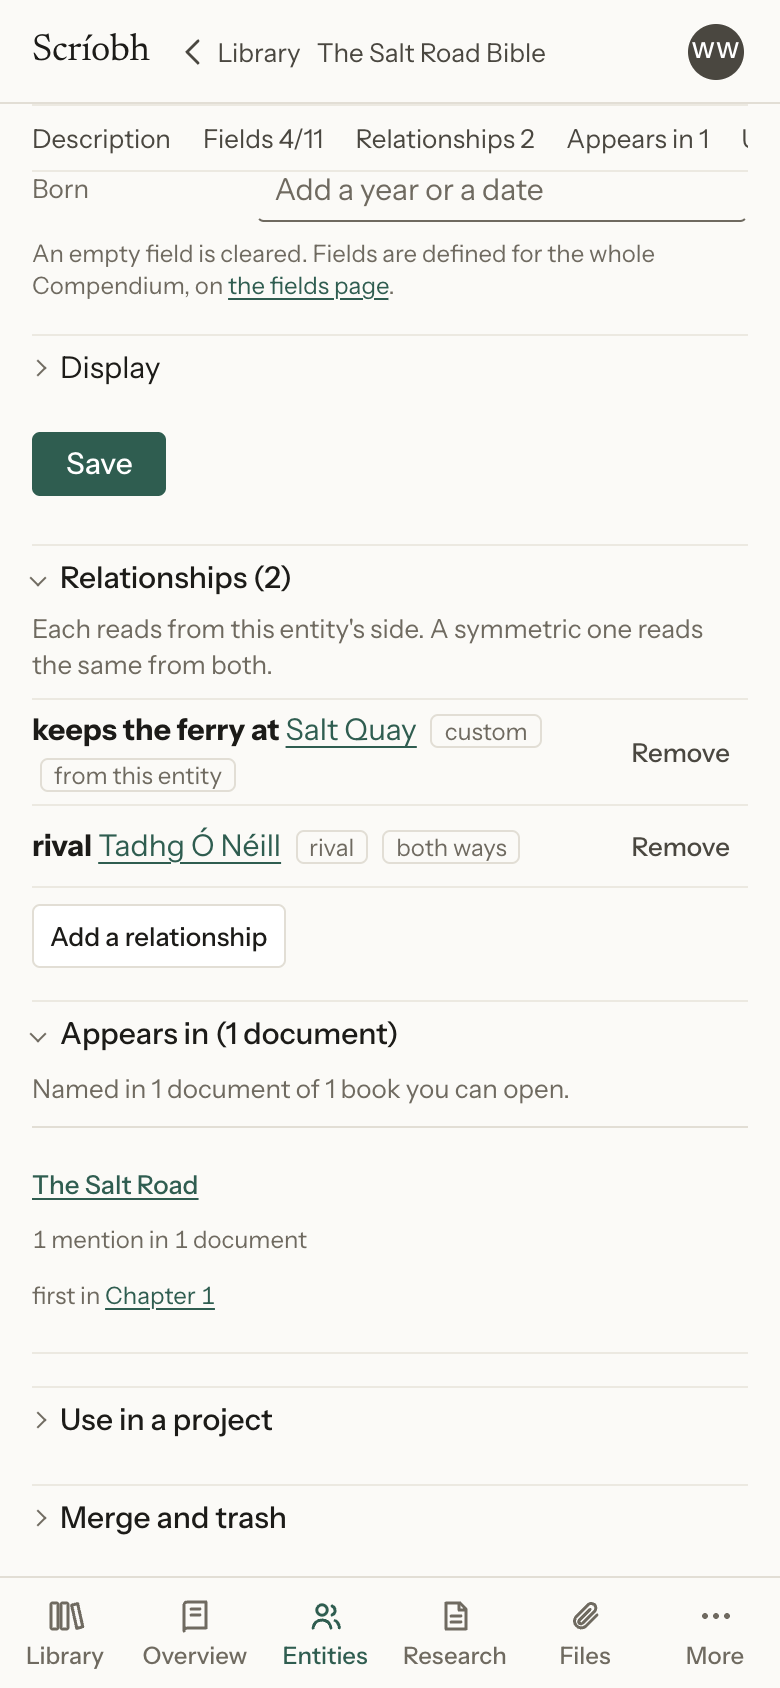 Scríobh
Library The Salt Road Bible
WW
Description Fields 4/11 Relationships 2 Appears in 1
Born
Add a year or a date
An empty field is cleared. Fields are defined for the whole
Compendium, on the fields page.
Display
Save
Relationships (2)
Each reads from this entity's side. A symmetric one reads
the same from both.
keeps the ferry at Salt Quay custom
from this entity
Remove
rival Tadhg Ó Néill rival both ways
Remove
Add a relationship
Appears in (1 document)
Named in 1 document of 1 book you can open.
The Salt Road
1 mention in 1 document
first in Chapter 1
Use in a project
Merge and trash
Library Overview Entities Research Files More